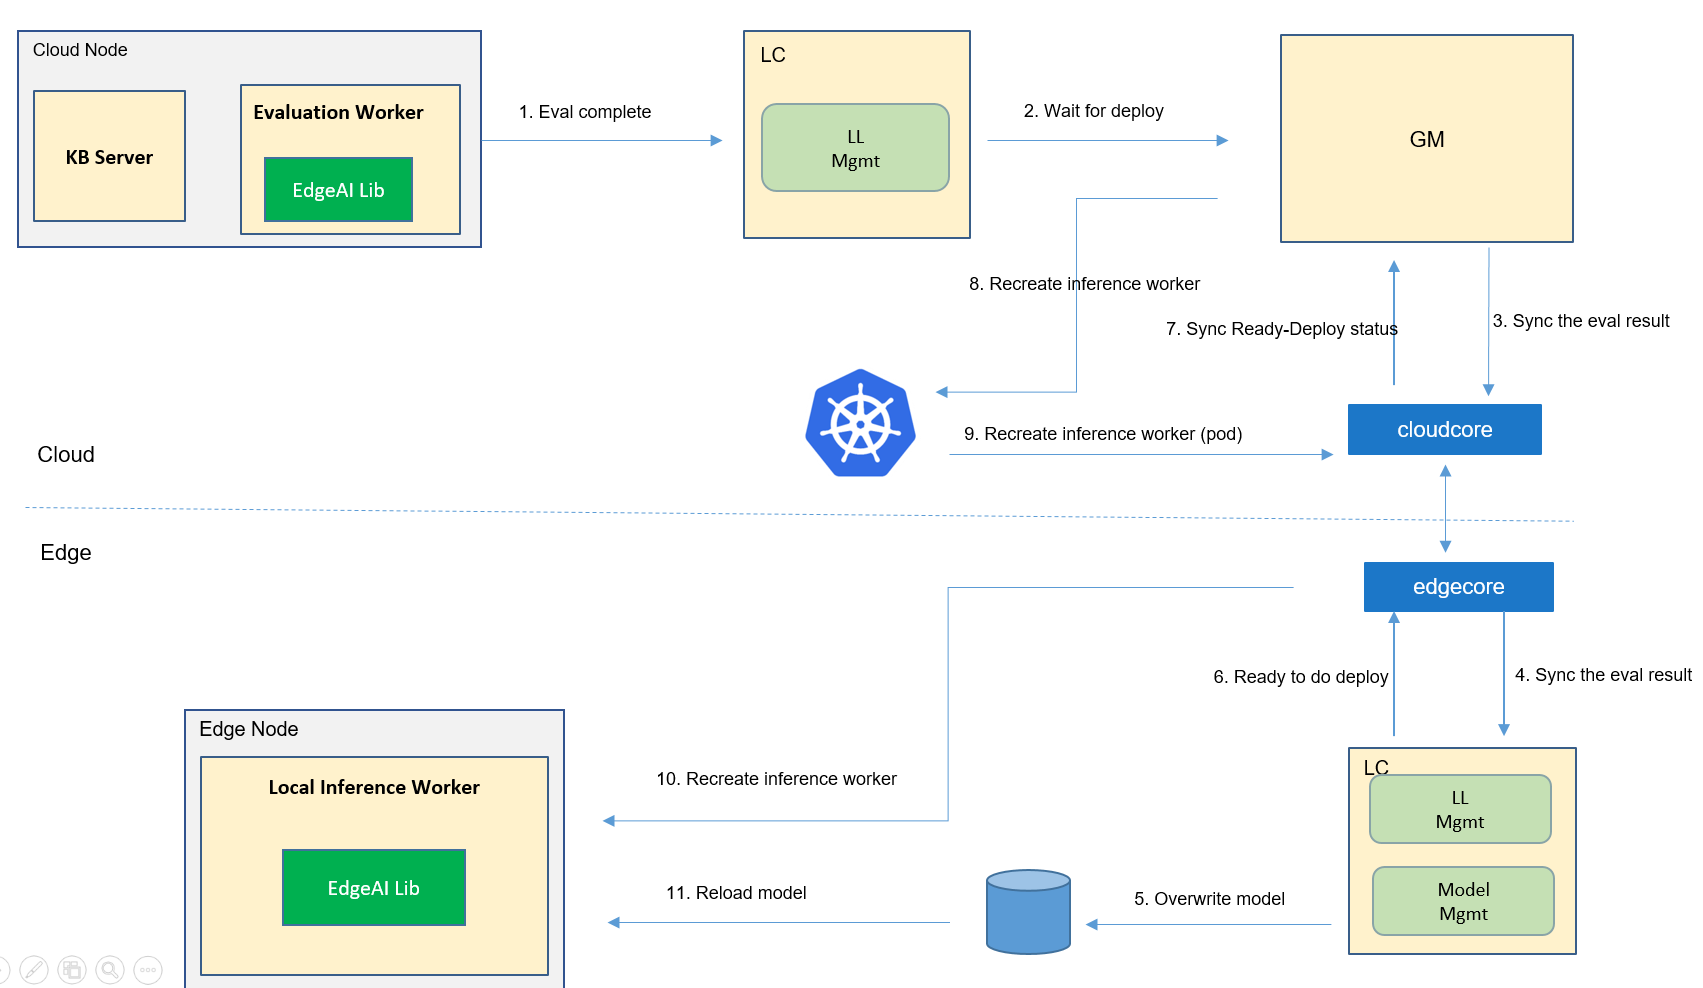 Cloud Node
KB Server
Evaluation Worker
EdgeAI Lib
1. Eval complete
LC
LL
Mgmt
2. Wait for deploy
GM
8. Recreate inference worker
7. Sync Ready-Deploy status
3. Sync the eval result
9. Recreate inference worker (pod)
cloudcore
Cloud
Edge
edgecore
6. Ready to do deploy
4. Sync the eval result
Edge Node
Local Inference Worker
EdgeAI Lib
10. Recreate inference worker
11. Reload model
5. Overwrite model
LC
LL
Mgmt
Model
Mgmt